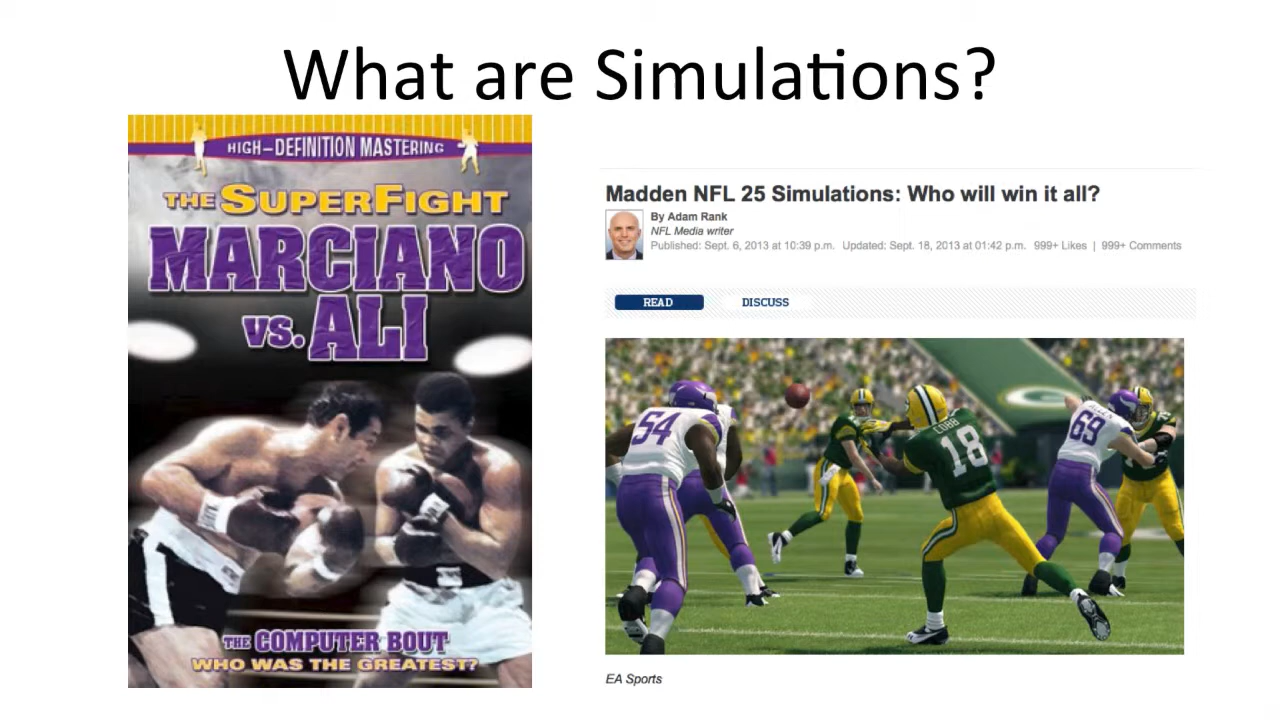 What are Simulations?
HIGH-DEFINITION MASTERING
THE SUPERFIGHT
MARCIANO
vs. ALI
THE COMPUTER BOUT
WHO WAS THE GREATEST?
Madden NFL 25 Simulations: Who will win it all?
By Adam Rank
NFL Media writer
Published: Sept. 6, 2013 at 10:39 p.m. Updated: Sept. 18, 2013 at 01:42 p.m. 999+ Likes | 999+ Comments
READ DISCUSS
54
COBB
18
69
EA Sports